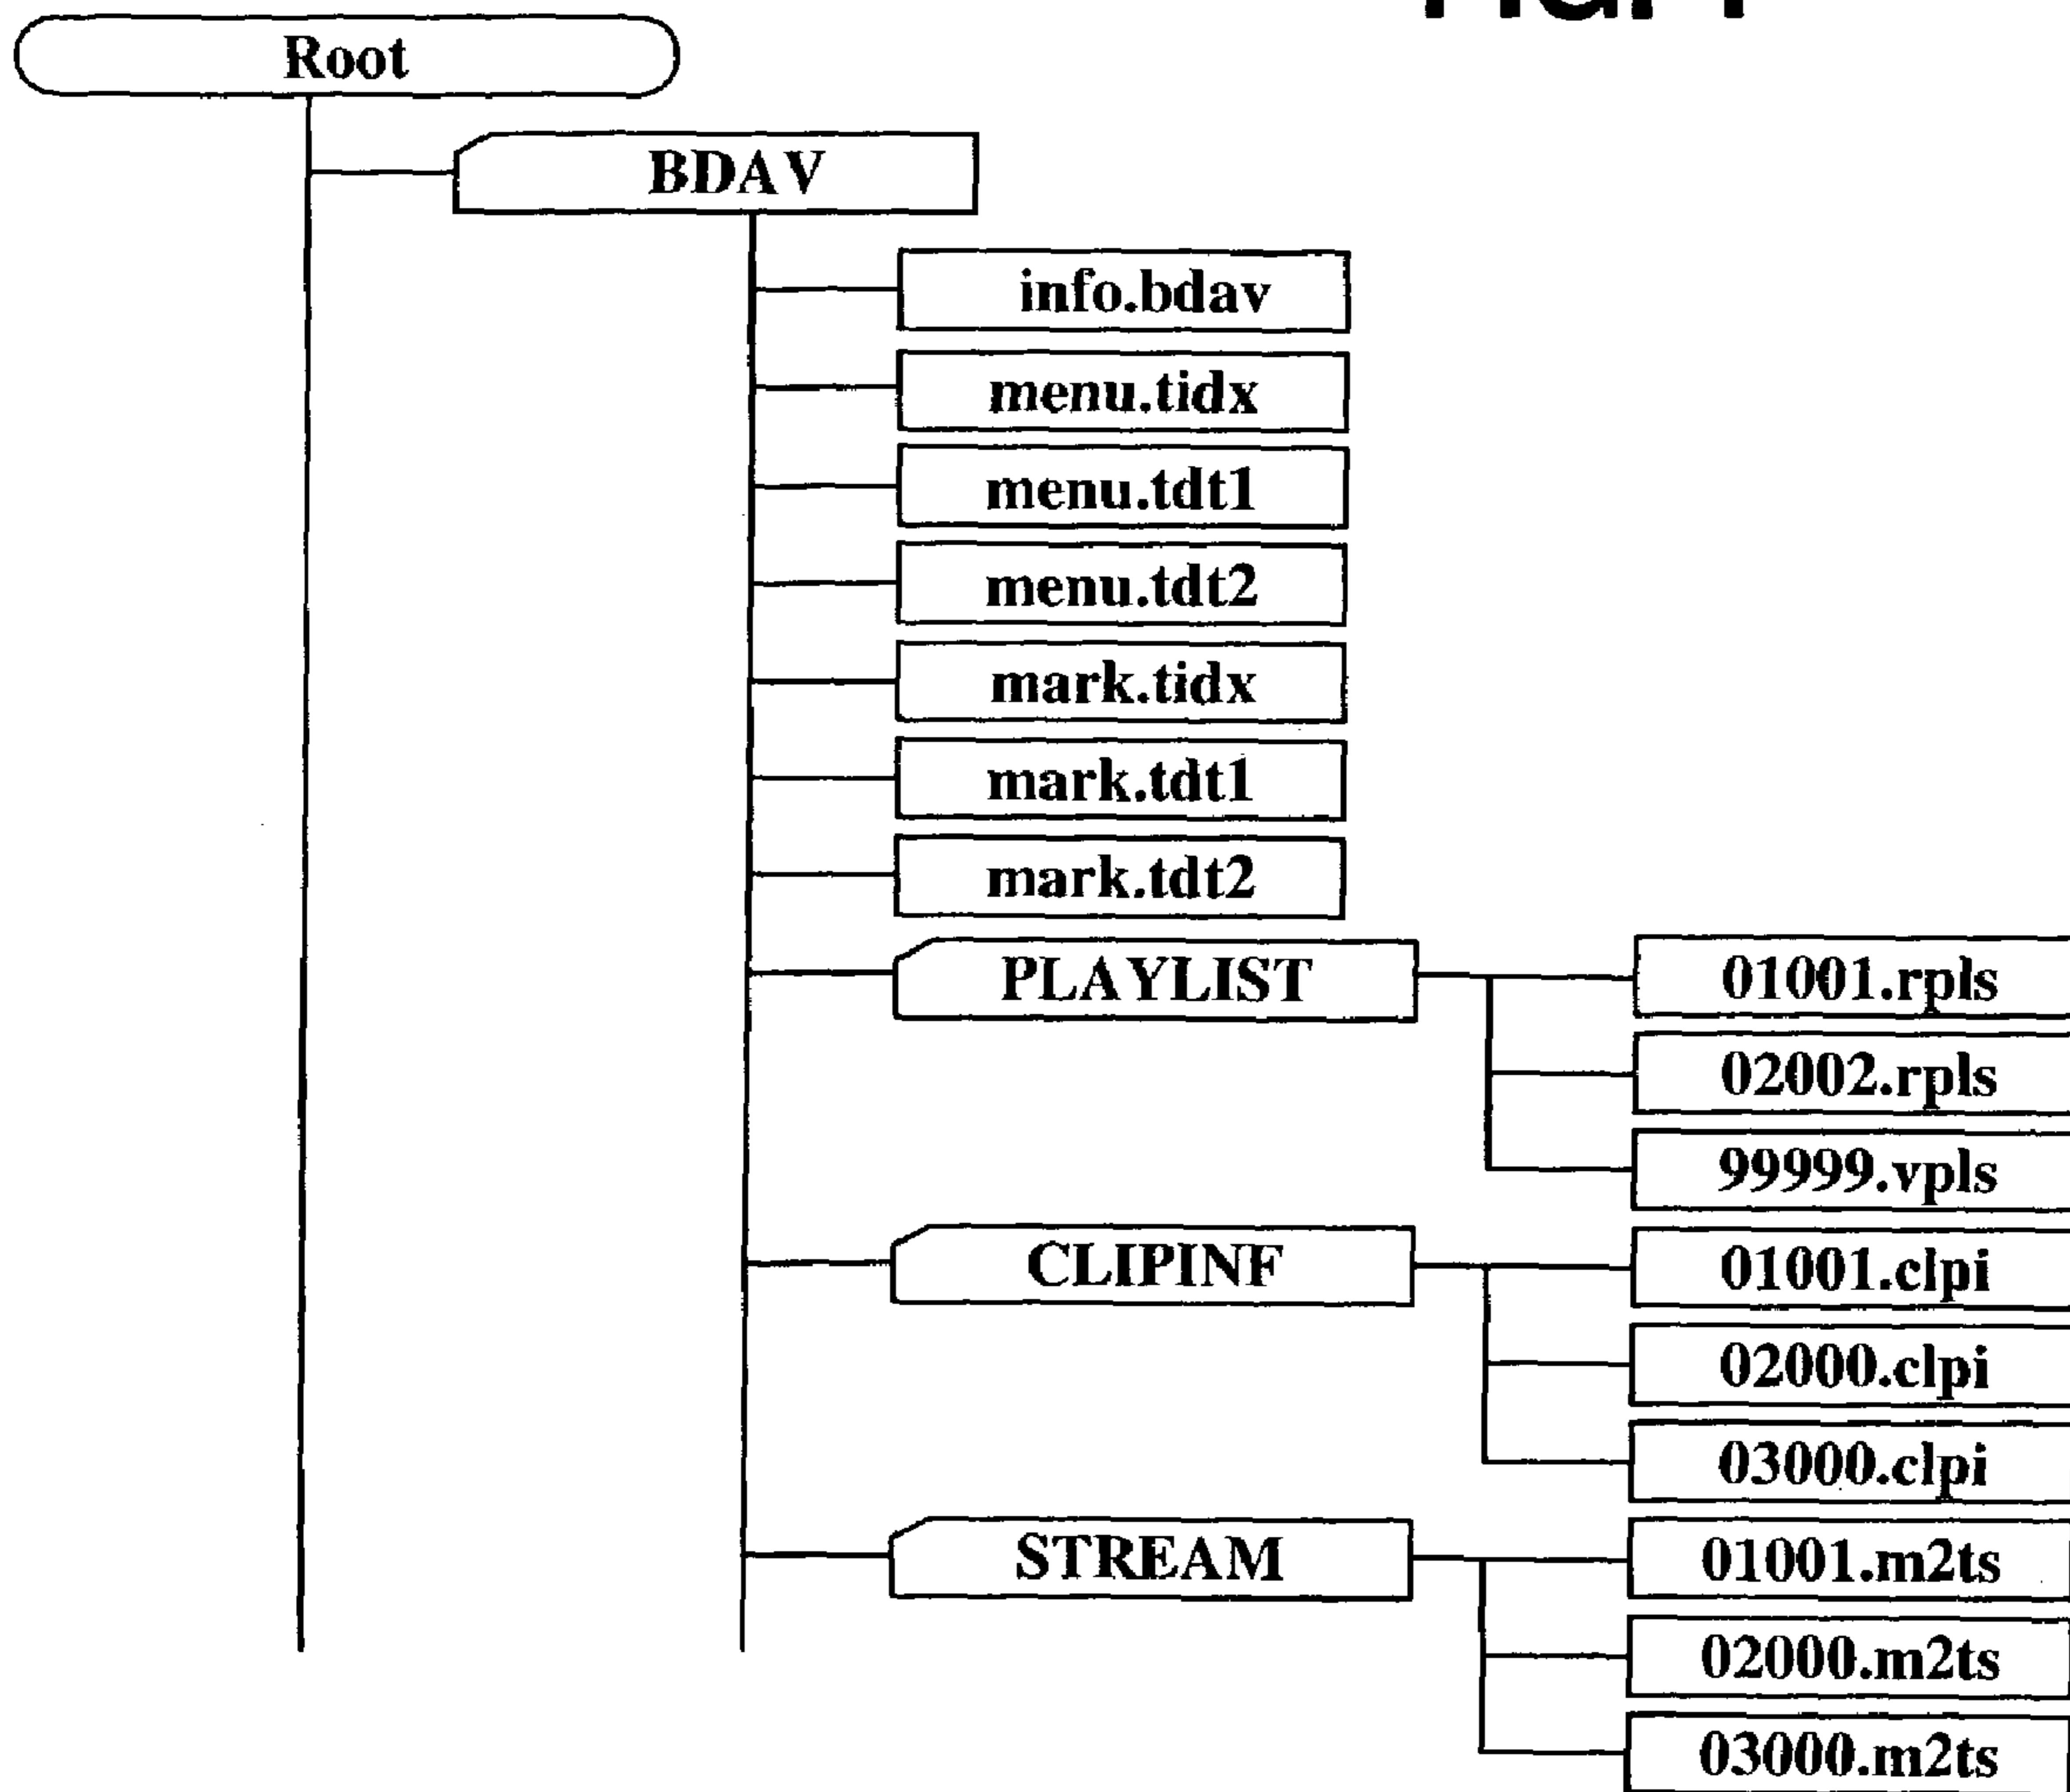 Root
BDAV
info.bdav
menu.tidx
menu.tdt1
menu.tdt2
mark.tidx
mark.tdt1
mark.tdt2
PLAYLIST
01001.rpls
02002.rpls
99999.vpls
CLIPINF
01001.clpi
02000.clpi
03000.clpi
STREAM
01001.m2ts
02000.m2ts
03000.m2ts